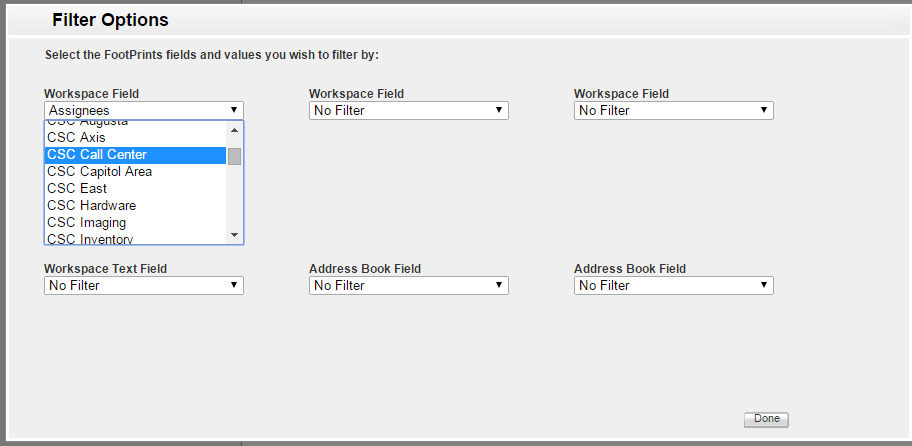 Filter Options
Select the FootPrints fields and values you wish to filter by:
Workspace Field
Workspace Field
Workspace Field
Assignees
No Filter
No Filter
CSC Augusta
CSC Axis
CSC Call Center
CSC Capitol Area
CSC East
CSC Hardware
CSC Imaging
CSC Inventory
Workspace Text Field
Address Book Field
Address Book Field
No Filter
No Filter
No Filter
Done